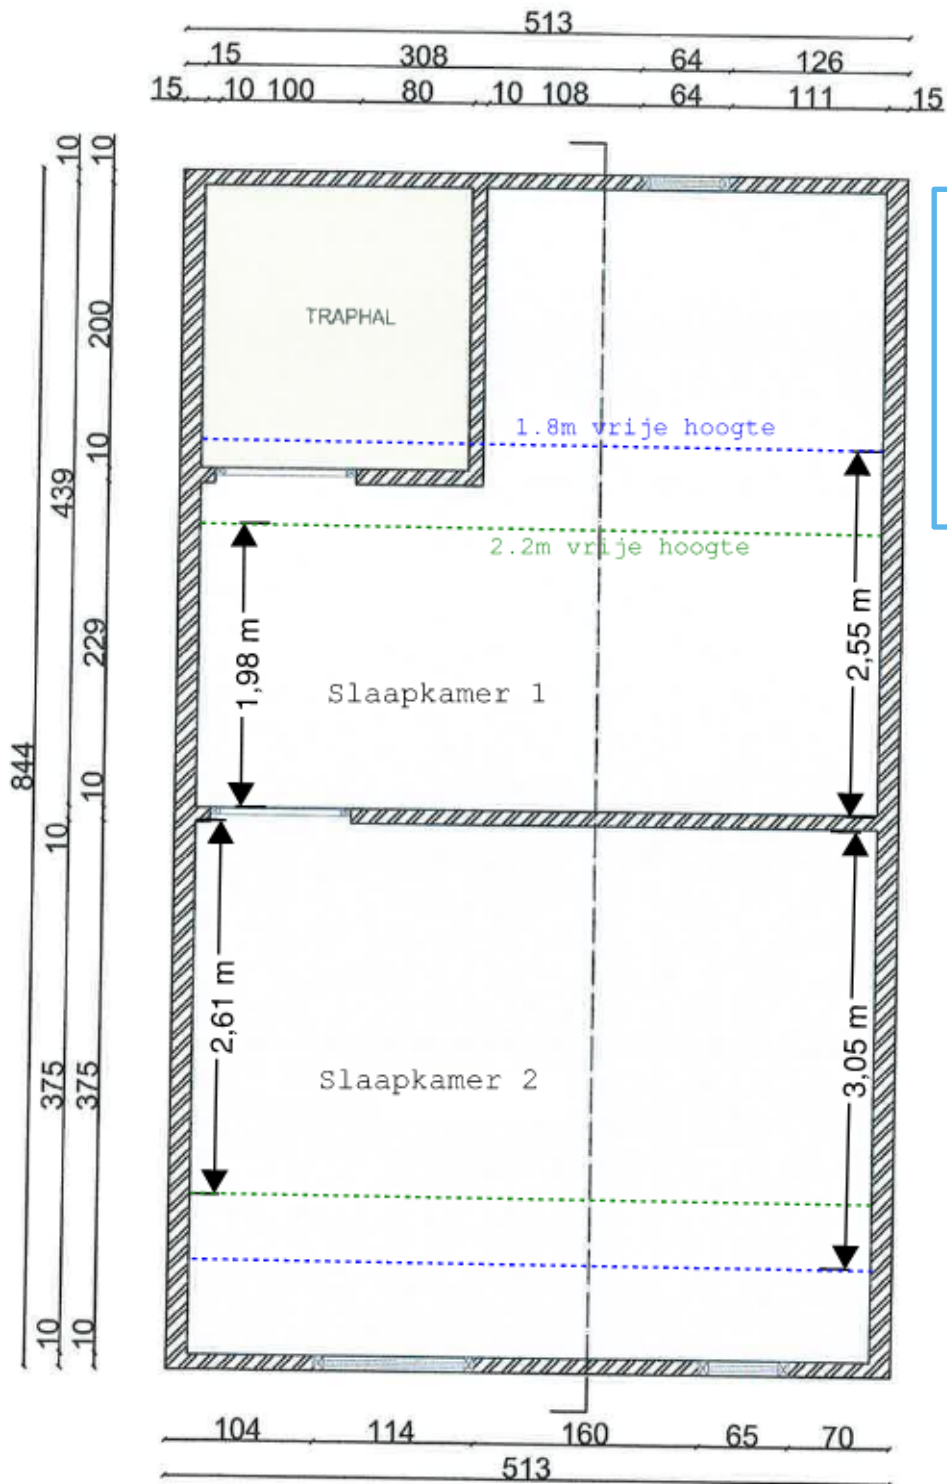 513
15 308 64 126
15 10 100 80 10 108 64 111 15
10 10
TRAPHAL
200
1.8m vrije hoogte
10
439
2.2m vrije hoogte
229
1,98 m
2,55 m
Slaapkamer 1
844
10
10
2,61 m
3,05 m
Slaapkamer 2
375 375
10 10
104 114 160 65 70
513